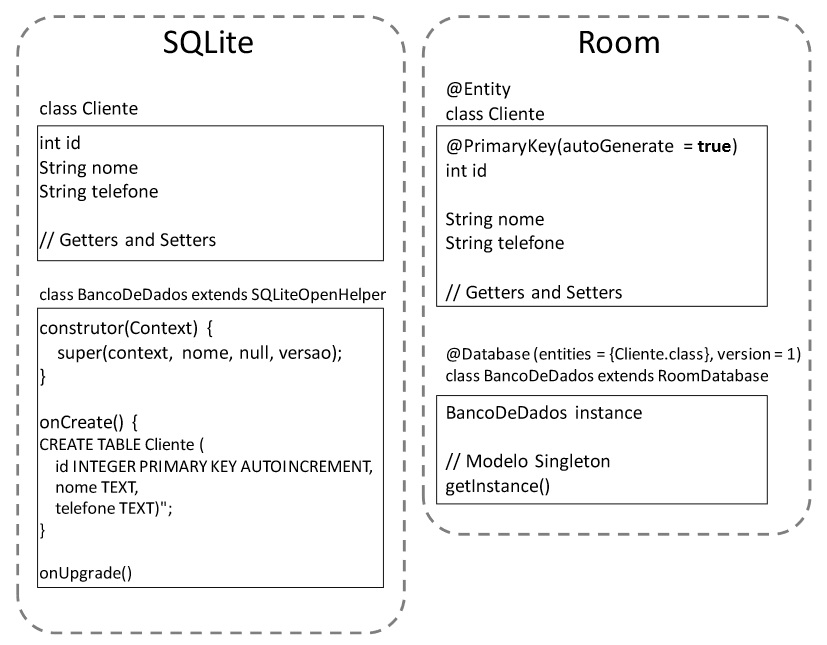 SQLite
class Cliente
int id
String nome
String telefone
// Getters and Setters
class BancoDeDados extends SQLiteOpenHelper
construtor(Context) {
super(context, nome, null, versao);
}
onCreate() {
CREATE TABLE Cliente (
id INTEGER PRIMARY KEY AUTOINCREMENT,
nome TEXT,
telefone TEXT)";
}
onUpgrade()
Room
@Entity
class Cliente
@PrimaryKey(autoGenerate = true)
int id
String nome
String telefone
// Getters and Setters
@Database (entities = {Cliente.class}, version = 1)
class BancoDeDados extends RoomDatabase
BancoDeDados instance
// Modelo Singleton
getInstance()